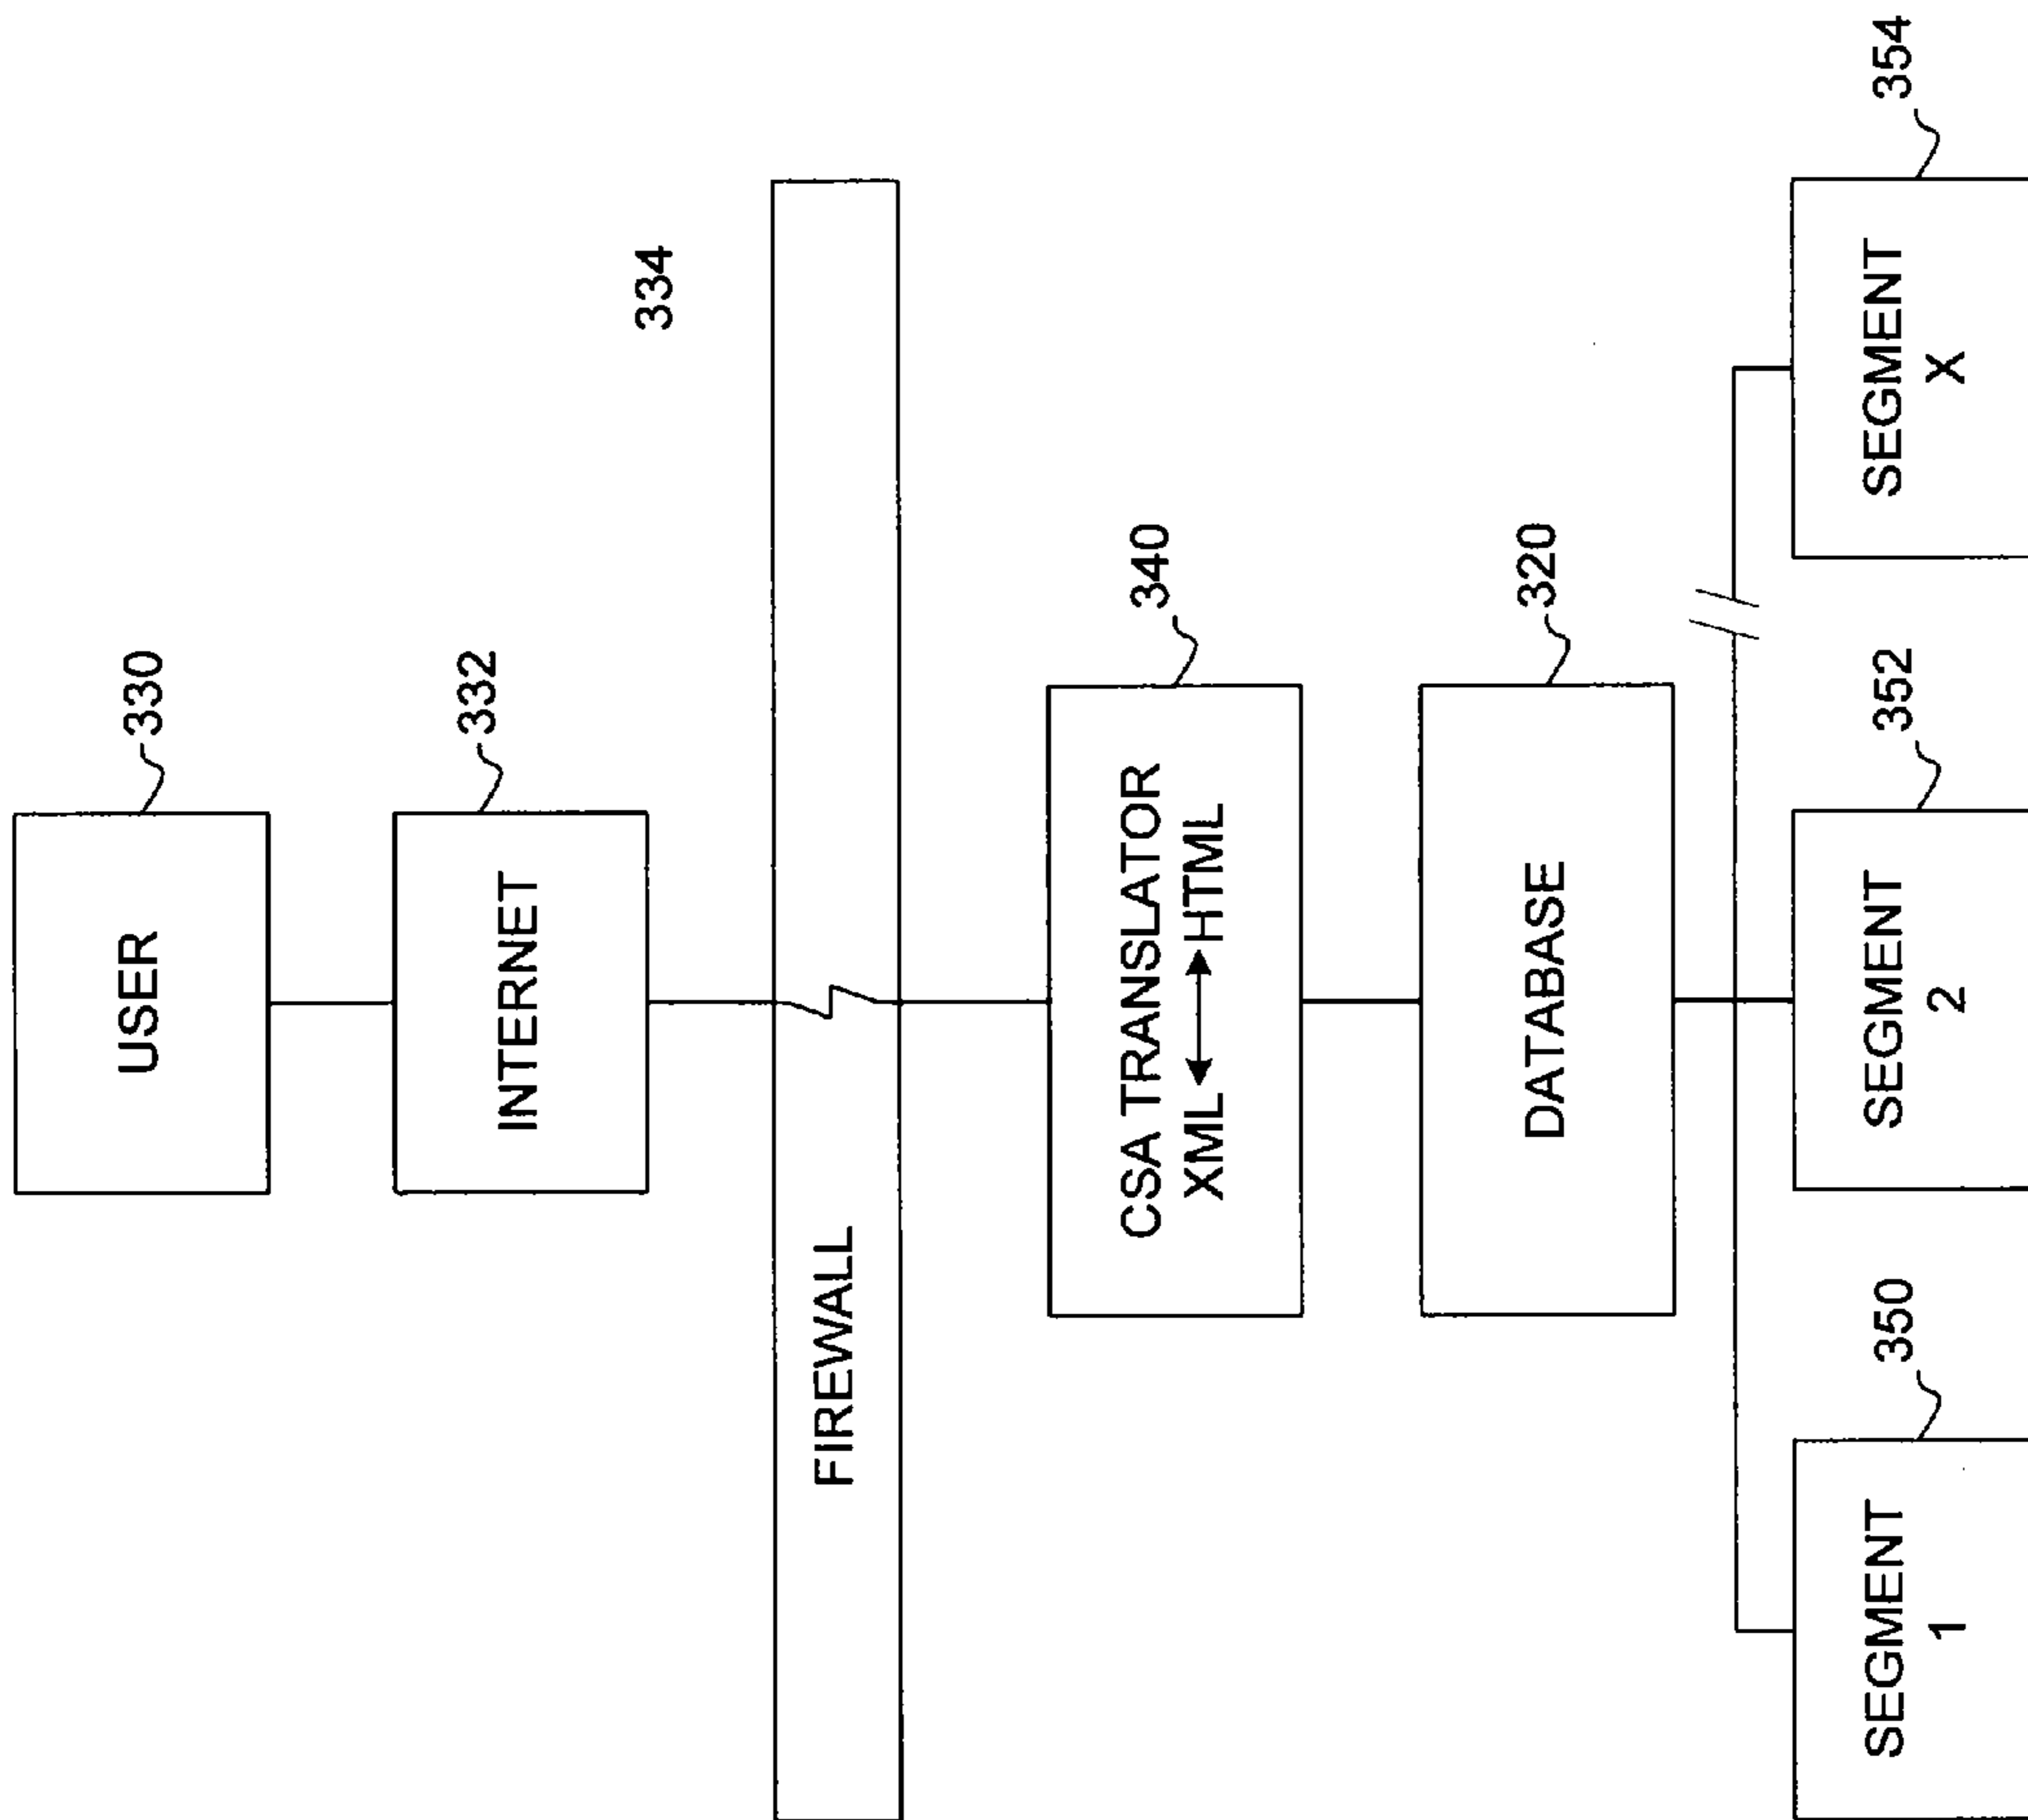 USER
330
INTERNET
332
334
FIREWALL
CSA TRANSLATOR
XML ↔ HTML
340
DATABASE
320
SEGMENT
1
350
SEGMENT
2
352
SEGMENT
X
354